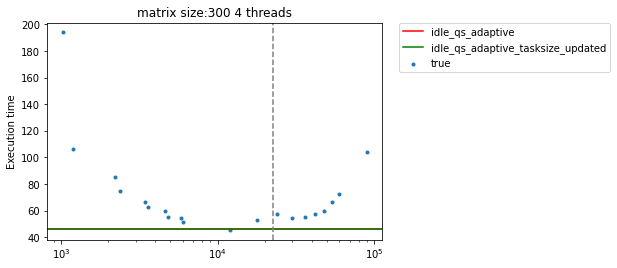 matrix size:300 4 threads
Execution time
200
180
160
140
120
100
80
60
40
10³
10⁴
10⁵
idle_qs_adaptive
idle_qs_adaptive_tasksize_updated
true